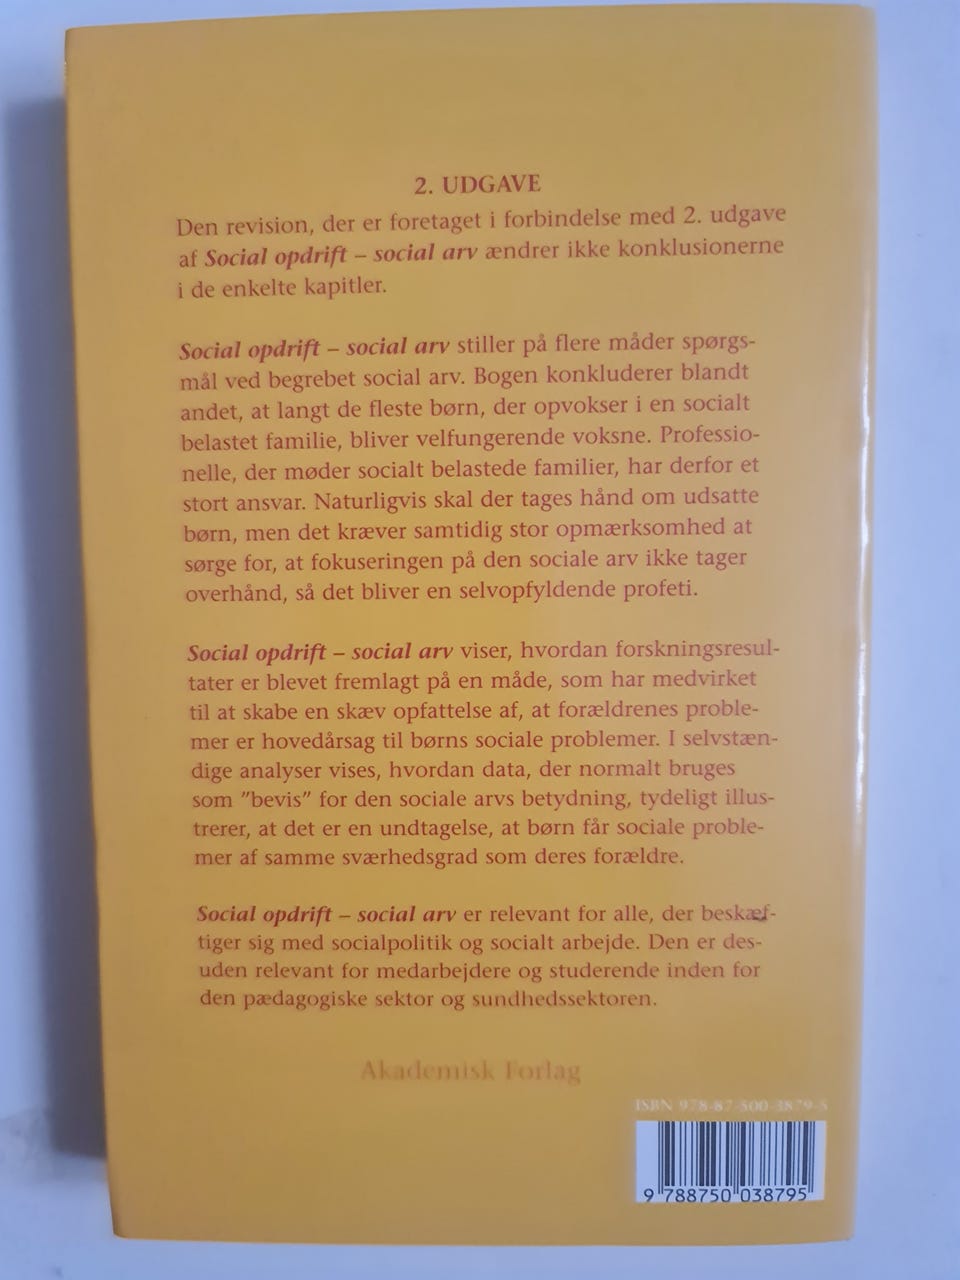 2. UDGAVE
Den revision, der er foretaget i forbindelse med 2. udgave
af Social opdrift – social arv ændrer ikke konklusionerne
i de enkelte kapitler.
Social opdrift – social arv stiller på flere måder spørgs-
mål ved begrebet social arv. Bogen konkluderer blandt
andet, at langt de fleste børn, der opvokser i en socialt
belastet familie, bliver velfungerende voksne. Professio-
nelle, der møder socialt belastede familier, har derfor et
stort ansvar. Naturligvis skal der tages hånd om udsatte
børn, men det kræver samtidig stor opmærksomhed at
sørge for, at fokuseringen på den sociale arv ikke tager
overhånd, så det bliver en selvopfyldende profeti.
Social opdrift – social arv viser, hvordan forskningsresul-
tater er blevet fremlagt på en måde, som har medvirket
til at skabe en skæv opfattelse af, at forældrenes proble-
mer er hovedårsag til børns sociale problemer. I selvstæn-
dige analyser vises, hvordan data, der normalt bruges
som ”bevis” for den sociale arvs betydning, tydeligt illus-
trerer, at det er en undtagelse, at børn får sociale proble-
mer af samme sværhedsgrad som deres forældre.
Social opdrift – social arv er relevant for alle, der beskæf-
tiger sig med socialpolitik og socialt arbejde. Den er des-
uden relevant for medarbejdere og studerende inden for
den pædagogiske sektor og sundhedssektoren.
Akademisk Forlag
ISBN 978-87-500-3879-5
9 788750 038795